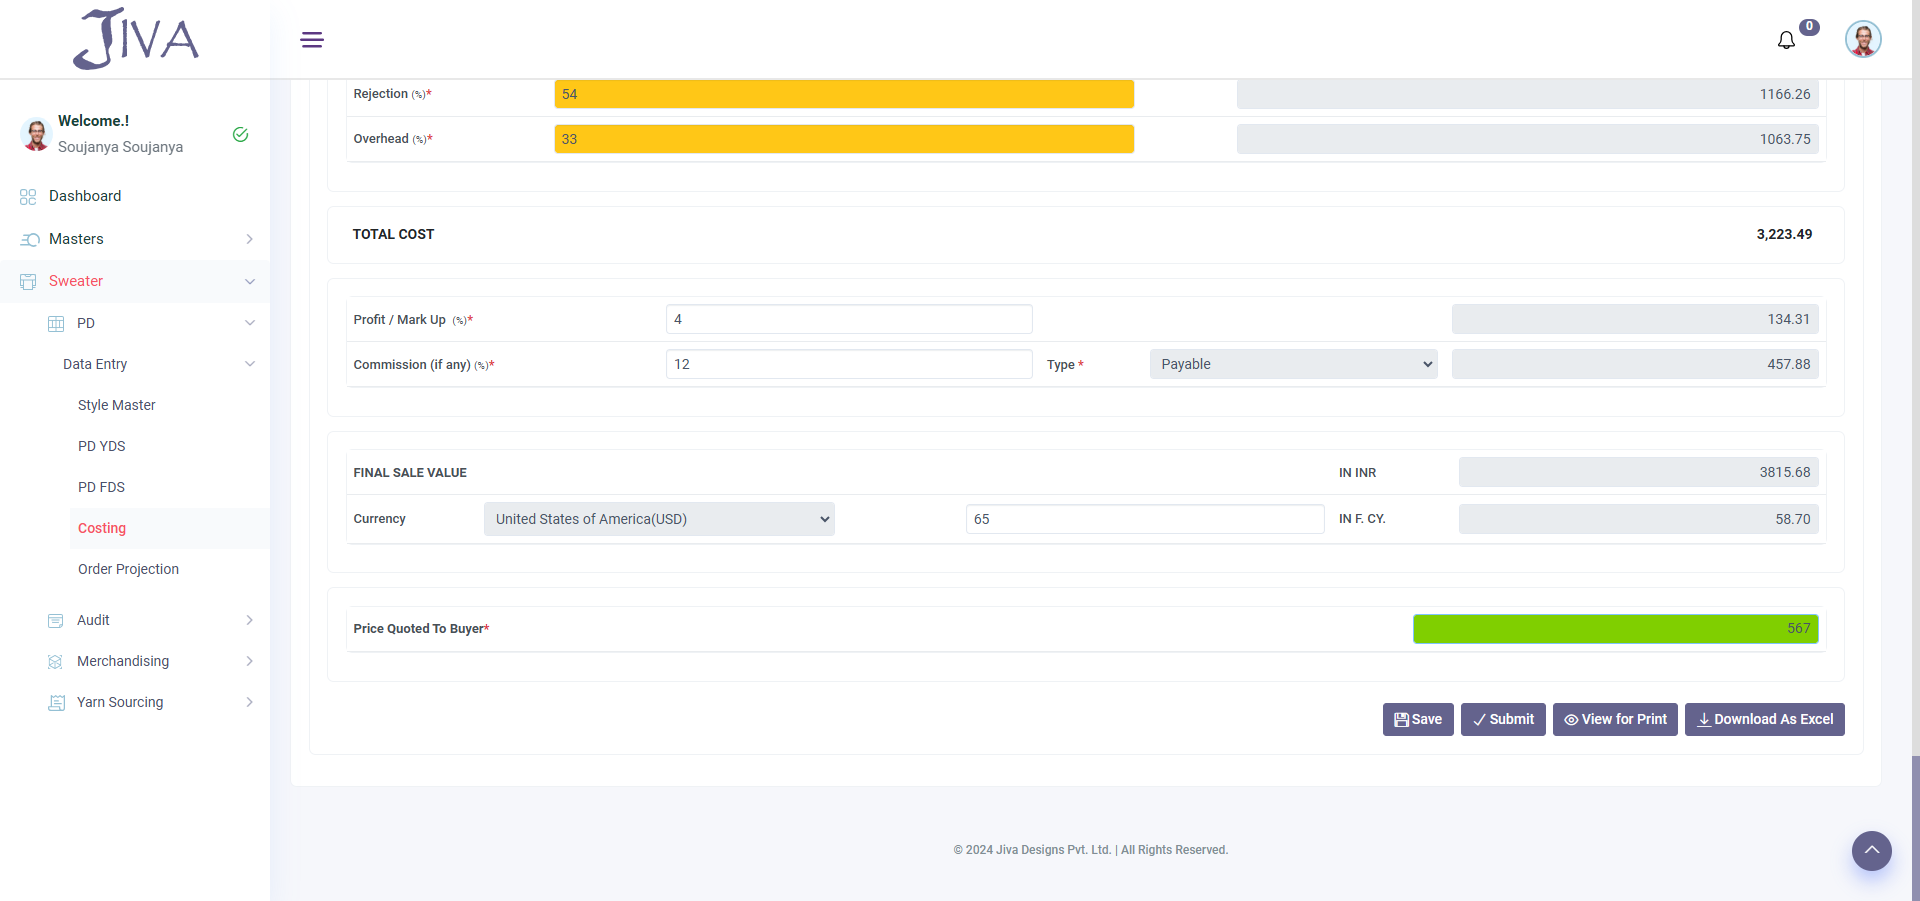 JIVA
0
Welcome.!
Soujanya Soujanya
Dashboard
Masters
Sweater
PD
Data Entry
Style Master
PD YDS
PD FDS
Costing
Order Projection
Audit
Merchandising
Yarn Sourcing
Rejection (%)* 54 1166.26
Overhead (%)* 33 1063.75
TOTAL COST 3,223.49
Profit / Mark Up (%)* 4 134.31
Commission (if any) (%)* 12 Type * Payable 457.88
FINAL SALE VALUE IN INR 3815.68
Currency United States of America(USD) 65 IN F. CY. 58.70
Price Quoted To Buyer* 567
Save Submit View for Print Download As Excel
© 2024 Jiva Designs Pvt. Ltd. | All Rights Reserved.